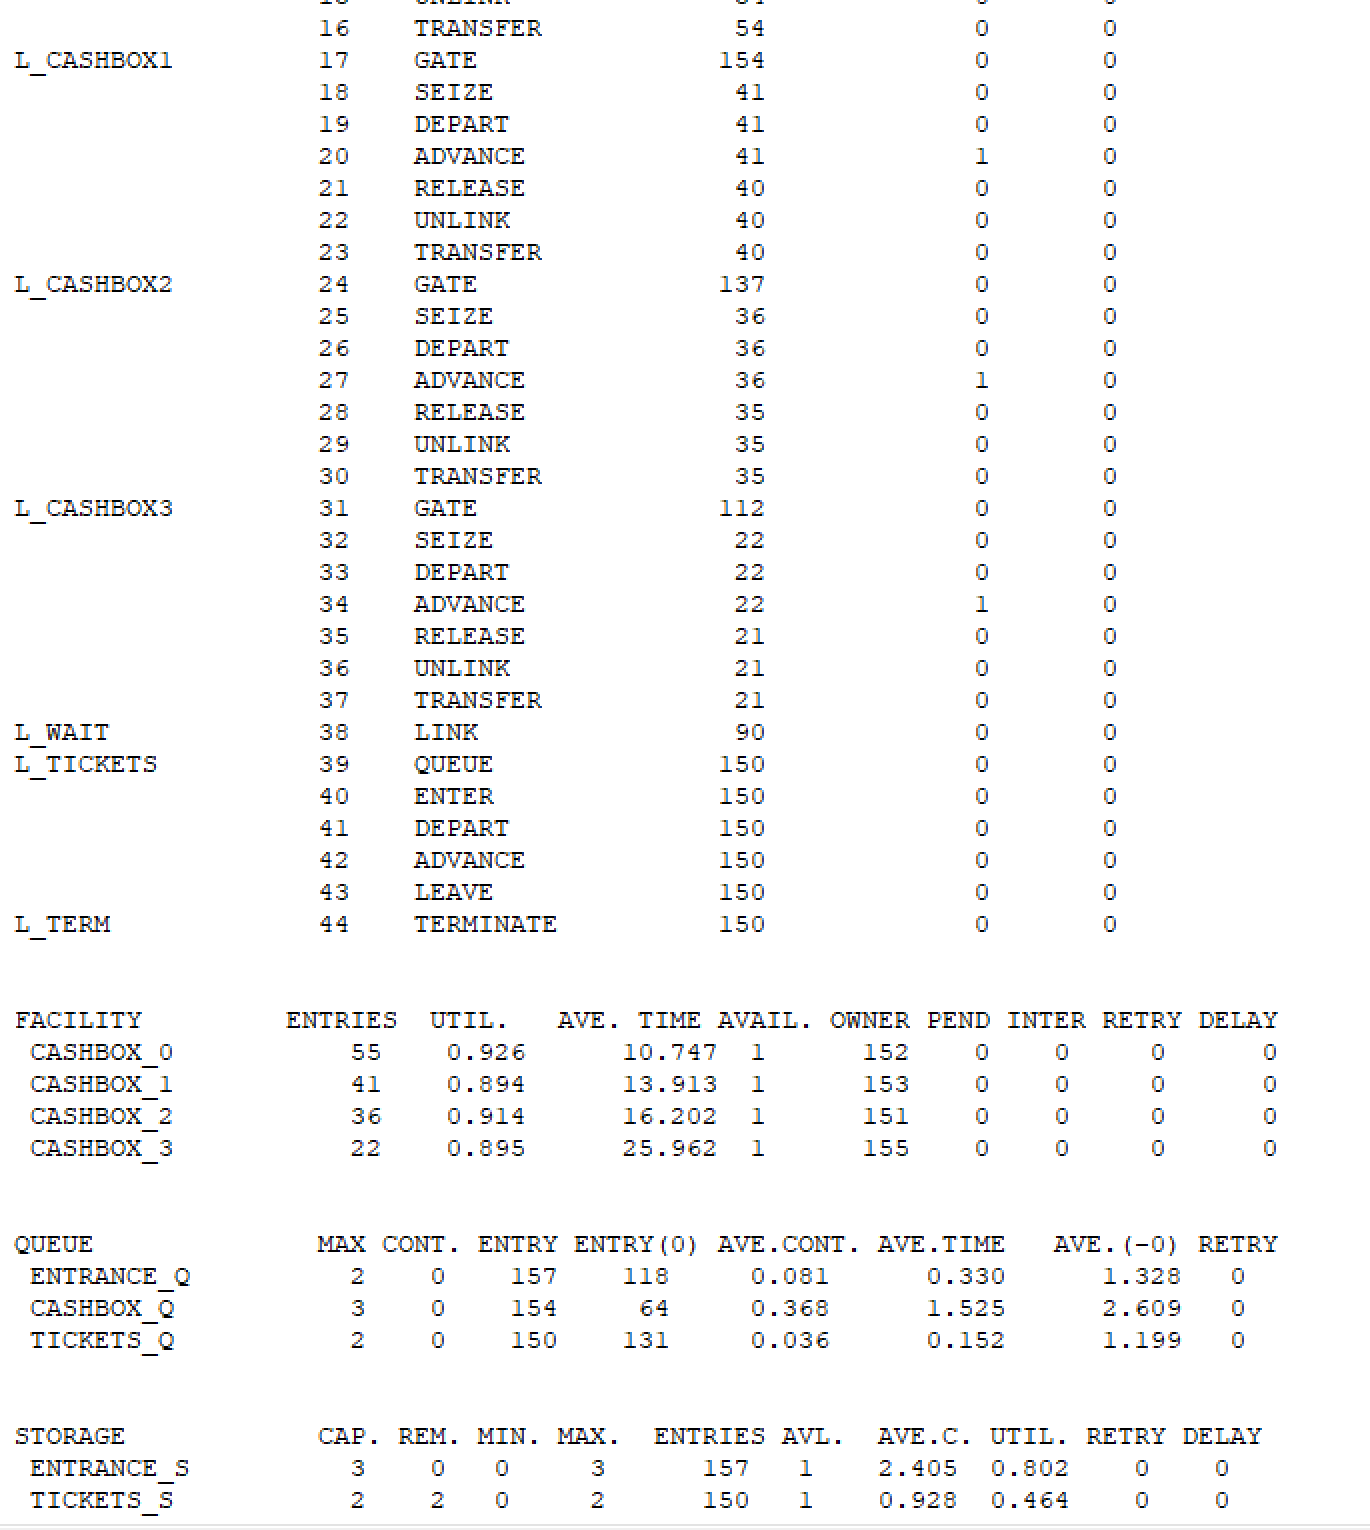 16 TRANSFER 54 0 0
L_CASHBOX1 17 GATE 154 0 0
18 SEIZE 41 0 0
19 DEPART 41 0 0
20 ADVANCE 41 1 0
21 RELEASE 40 0 0
22 UNLINK 40 0 0
23 TRANSFER 40 0 0
L_CASHBOX2 24 GATE 137 0 0
25 SEIZE 36 0 0
26 DEPART 36 0 0
27 ADVANCE 36 1 0
28 RELEASE 35 0 0
29 UNLINK 35 0 0
30 TRANSFER 35 0 0
L_CASHBOX3 31 GATE 112 0 0
32 SEIZE 22 0 0
33 DEPART 22 0 0
34 ADVANCE 22 1 0
35 RELEASE 21 0 0
36 UNLINK 21 0 0
37 TRANSFER 21 0 0
L_WAIT 38 LINK 90 0 0
L_TICKETS 39 QUEUE 150 0 0
40 ENTER 150 0 0
41 DEPART 150 0 0
42 ADVANCE 150 0 0
43 LEAVE 150 0 0
L_TERM 44 TERMINATE 150 0 0
FACILITY ENTRIES UTIL. AVE. TIME AVAIL. OWNER PEND INTER RETRY DELAY
CASHBOX_0 55 0.926 10.747 1 152 0 0 0 0
CASHBOX_1 41 0.894 13.913 1 153 0 0 0 0
CASHBOX_2 36 0.914 16.202 1 151 0 0 0 0
CASHBOX_3 22 0.895 25.962 1 155 0 0 0 0
QUEUE MAX CONT. ENTRY ENTRY(0) AVE.CONT. AVE.TIME AVE.(-0) RETRY
ENTRANCE_Q 2 0 157 118 0.081 0.330 1.328 0
CASHBOX_Q 3 0 154 64 0.368 1.525 2.609 0
TICKETS_Q 2 0 150 131 0.036 0.152 1.199 0
STORAGE CAP. REM. MIN. MAX. ENTRIES AVL. AVE.C. UTIL. RETRY DELAY
ENTRANCE_S 3 0 0 3 157 1 2.405 0.802 0 0
TICKETS_S 2 2 0 2 150 1 0.928 0.464 0 0